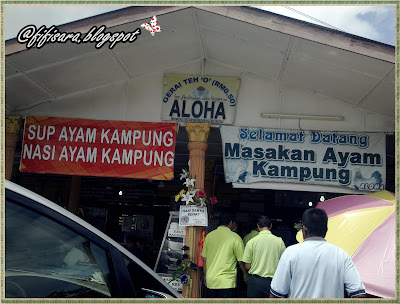 @fifisara.blogspot
GERAI TEH 'O' (RM0.50)
ALOHA
SUP AYAM KAMPUNG
NASI AYAM KAMPUNG
Selamat Datang
Masakan Ayam
Kampung
ALOHA